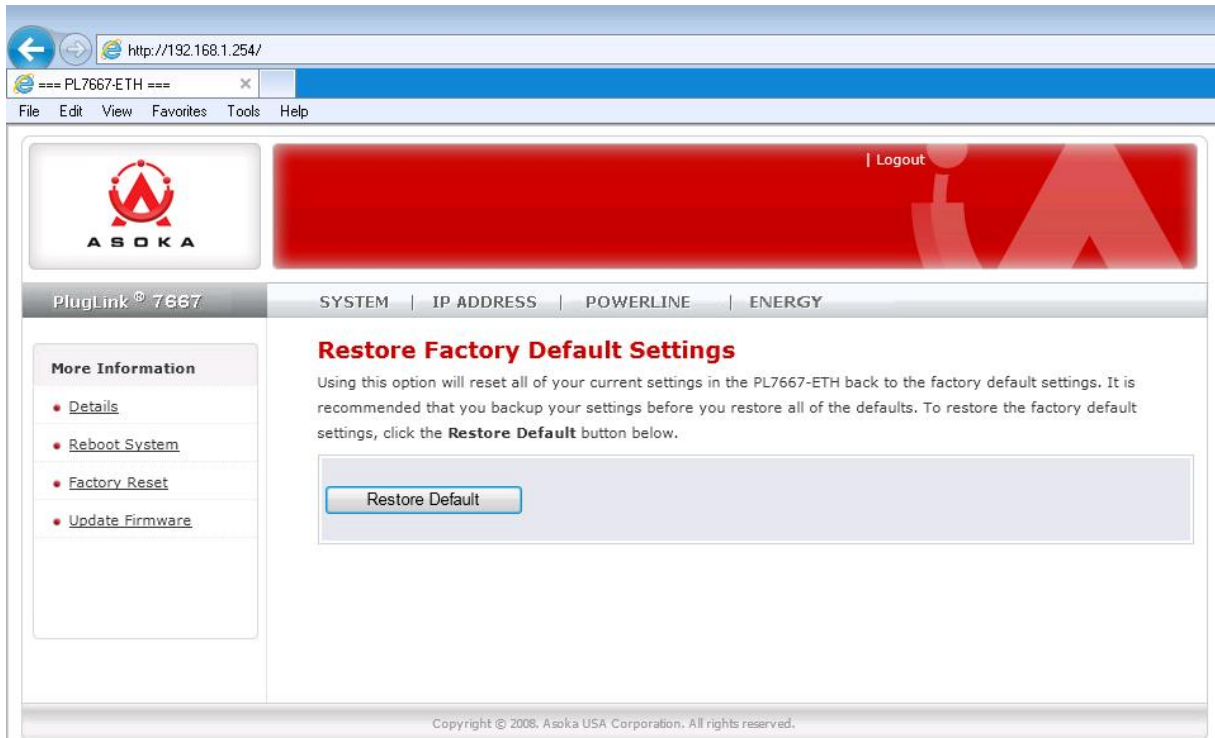 http://192.168.1.254/
=== PL7667-ETH ===
File Edit View Favorites Tools Help
| Logout
ASOKA
PlugLink ® 7667
SYSTEM | IP ADDRESS | POWERLINE | ENERGY
More Information
Details
Reboot System
Factory Reset
Update Firmware
Restore Factory Default Settings
Using this option will reset all of your current settings in the PL7667-ETH back to the factory default settings. It is
recommended that you backup your settings before you restore all of the defaults. To restore the factory default
settings, click the Restore Default button below.
Restore Default
Copyright © 2008. Asoka USA Corporation. All rights reserved.